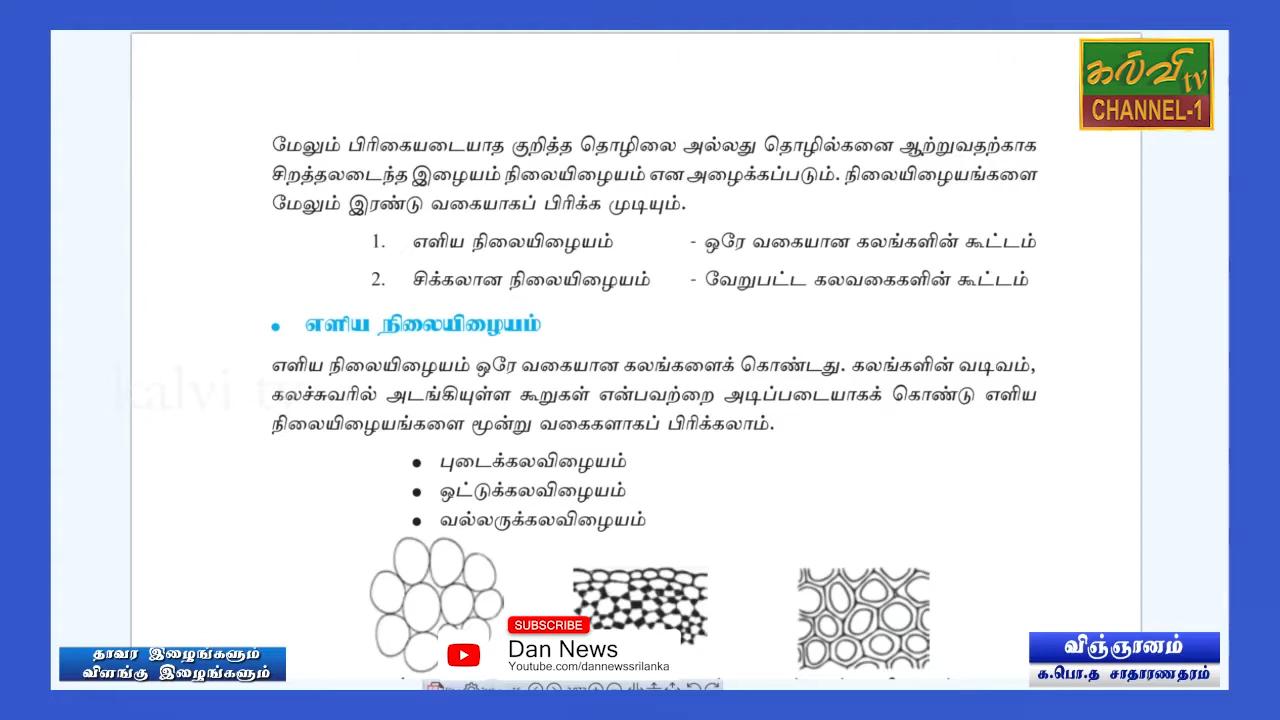 கல்வி tv
CHANNEL-1
மேலும் பிரிகையடையாத குறித்த தொழிலை அல்லது தொழில்கனை ஆற்றுவதற்காக
சிறத்தலடைந்த இழையம் நிலையிழையம் என அழைக்கப்படும். நிலையிழையங்களை
மேலும் இரண்டு வகையாகப் பிரிக்க முடியும்.
1. எளிய நிலையிழையம் - ஒரே வகையான கலங்களின் கூட்டம்
2. சிக்கலான நிலையிழையம் - வேறுபட்ட கலவகைகளின் கூட்டம்
• எளிய நிலையிழையம்
எளிய நிலையிழையம் ஒரே வகையான கலங்களைக் கொண்டது. கலங்களின் வடிவம்,
கலச்சுவரில் அடங்கியுள்ள கூறுகள் என்பவற்றை அடிப்படையாகக் கொண்டு எளிய
நிலையிழையங்களை மூன்று வகைகளாகப் பிரிக்கலாம்.
kalvi tv
• புடைக்கலவிழையம்
• ஒட்டுக்கலவிழையம்
• வல்லருக்கலவிழையம்
SUBSCRIBE
Dan News
Youtube.com/dannewssrilanka
தாவர இழைங்களும்
விளங்கு இழைங்களும்
விஞ்ஞானம்
க.பொ.த சாதாரணதரம்